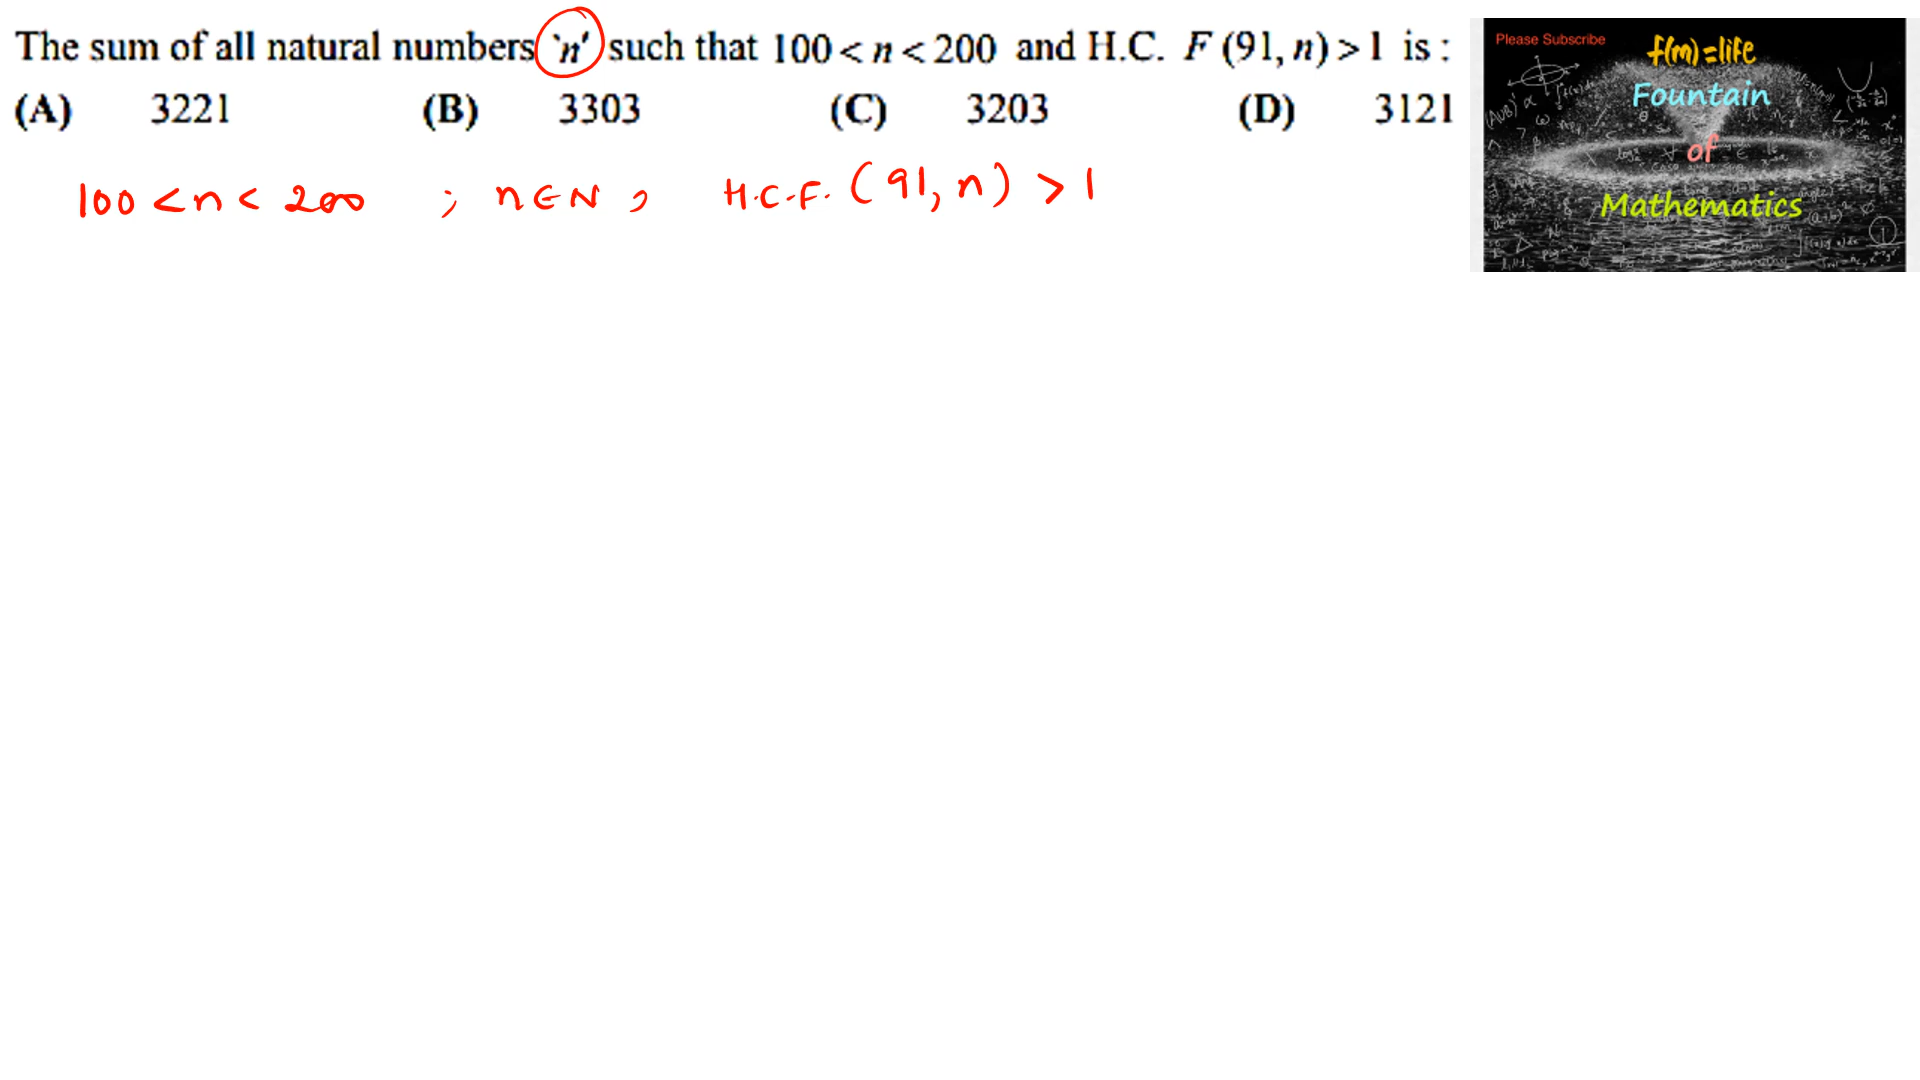 The sum of all natural numbers `n' such that 100 < n < 200 and H.C. F (91, n) > 1 is :
(A) 3221 (B) 3303 (C) 3203 (D) 3121
100 < n < 200 ; n ∈ N , H.C.F. (91, n) > 1
Please Subscribe
f(m)=life
Fountain
of
Mathematics